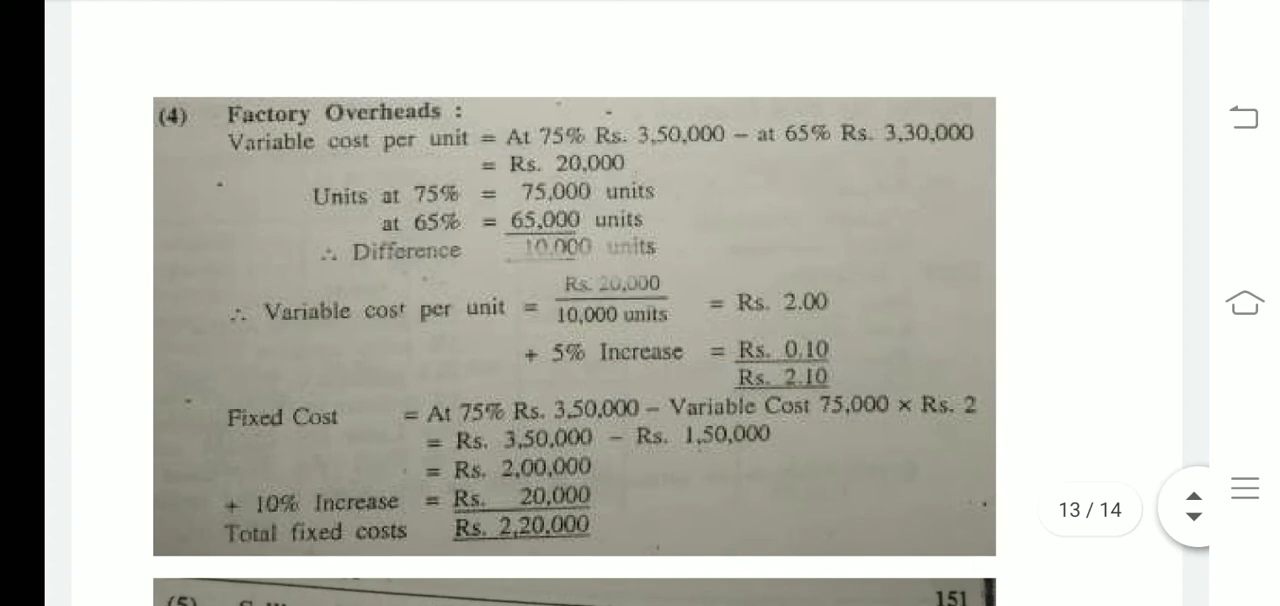 (4) Factory Overheads :
Variable cost per unit = At 75% Rs. 3,50,000 – at 65% Rs. 3,30,000
= Rs. 20,000
Units at 75% = 75,000 units
at 65% = 65,000 units
∴ Difference 10,000 units
∴ Variable cost per unit = Rs. 20,000 / 10,000 units = Rs. 2.00
+ 5% Increase = Rs. 0.10
Rs. 2.10
Fixed Cost = At 75% Rs. 3,50,000 – Variable Cost 75,000 × Rs. 2
= Rs. 3,50,000 – Rs. 1,50,000
= Rs. 2,00,000
+ 10% Increase = Rs. 20,000
Total fixed costs Rs. 2,20,000
13 / 14
(5)
151